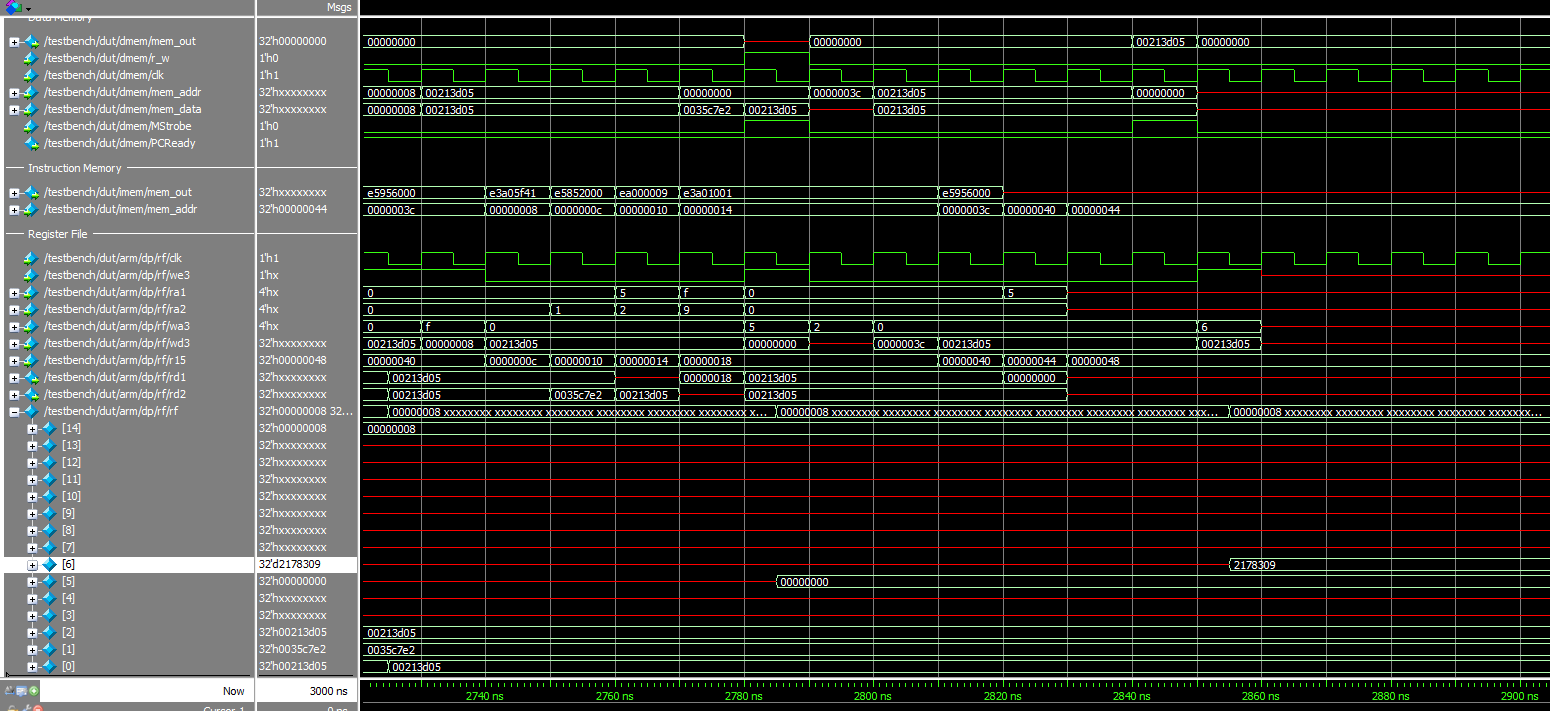 Msgs
Data Memory
/testbench/dut/dmem/mem_out 32'h00000000 00000000 00000000 00213d05 00000000
/testbench/dut/dmem/r_w 1'h0
/testbench/dut/dmem/clk 1'h1
/testbench/dut/dmem/mem_addr 32'hxxxxxxxx 00000008 00213d05 00000000 0000003c 00213d05 00000000
/testbench/dut/dmem/mem_data 32'hxxxxxxxx 00000008 00213d05 0035c7e2 00213d05 00213d05
/testbench/dut/dmem/MStrobe 1'h0
/testbench/dut/dmem/PCReady 1'h1
Instruction Memory
/testbench/dut/imem/mem_out 32'hxxxxxxxx e5956000 e3a05f41 e5852000 ea000009 e3a01001 e5956000
/testbench/dut/imem/mem_addr 32'h00000044 0000003c 00000008 0000000c 00000010 00000014 0000003c 00000040 00000044
Register File
/testbench/dut/arm/dp/rf/clk 1'h1
/testbench/dut/arm/dp/rf/we3 1'hx
/testbench/dut/arm/dp/rf/ra1 4'hx 0 5 f 0 5
/testbench/dut/arm/dp/rf/ra2 4'hx 0 1 2 9 0
/testbench/dut/arm/dp/rf/wa3 4'hx 0 f 0 5 2 0 6
/testbench/dut/arm/dp/rf/wd3 32'hxxxxxxxx 00213d05 00000008 00213d05 00000000 0000003c 00213d05 00213d05
/testbench/dut/arm/dp/rf/r15 32'h00000048 00000040 0000000c 00000010 00000014 00000018 00000040 00000044 00000048
/testbench/dut/arm/dp/rf/rd1 32'hxxxxxxxx 00213d05 00000018 00213d05 00000000
/testbench/dut/arm/dp/rf/rd2 32'hxxxxxxxx 00213d05 0035c7e2 00213d05 00213d05
/testbench/dut/arm/dp/rf/rf 32'h00000008 32... 00000008 xxxxxxxx xxxxxxxx xxxxxxxx xxxxxxxx xxxxxxxx xxxxxxxx x... 00000008 xxxxxxxx xxxxxxxx xxxxxxxx xxxxxxxx xxxxxxxx xxxxxxxx xxxxxxxx xxx... 00000008 xxxxxxxx xxxxxxxx xxxxxxxx xxxxxxxx xxxxxxx...
[14] 32'h00000008 00000008
[13] 32'hxxxxxxxx
[12] 32'hxxxxxxxx
[11] 32'hxxxxxxxx
[10] 32'hxxxxxxxx
[9] 32'hxxxxxxxx
[8] 32'hxxxxxxxx
[7] 32'hxxxxxxxx
[6] 32'd2178309 2178309
[5] 32'h00000000 00000000
[4] 32'hxxxxxxxx
[3] 32'hxxxxxxxx
[2] 32'h00213d05 00213d05
[1] 32'h0035c7e2 0035c7e2
[0] 32'h00213d05 00213d05
Now 3000 ns 2740 ns 2760 ns 2780 ns 2800 ns 2820 ns 2840 ns 2860 ns 2880 ns 2900 ns
Cursor 1 0 ns